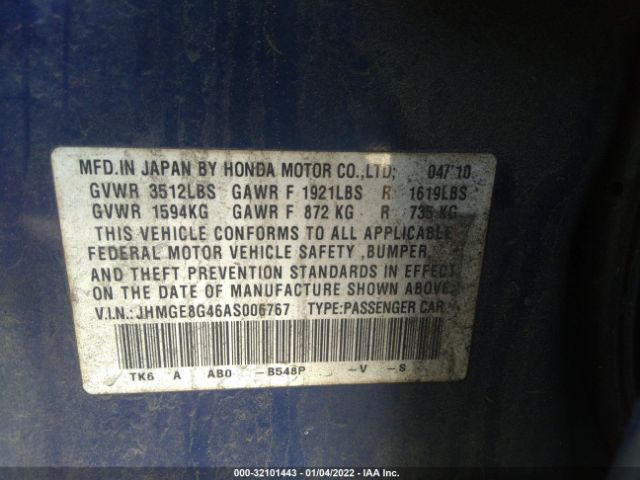 MFD.IN JAPAN BY HONDA MOTOR CO.,LTD; 04'10
GVWR 3512LBS GAWR F 1921LBS R 1619LBS
GVWR 1594KG GAWR F 872 KG R 735 KG
THIS VEHICLE CONFORMS TO ALL APPLICABLE
FEDERAL MOTOR VEHICLE SAFETY ,BUMPER,
AND THEFT PREVENTION STANDARDS IN EFFECT
ON THE DATE OF MANUFACTURE SHOWN ABOVE.
V.I.N.: JHMGE8G46AS006767 TYPE:PASSENGER CAR
TK6 A AB0 -B548P -V -S
000-32101443 - 01/04/2022 - IAA Inc.